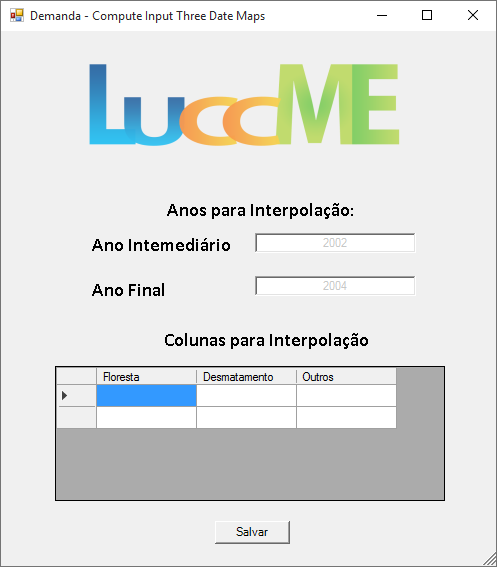 Demanda - Compute Input Three Date Maps
LuccME
Anos para Interpolação:
Ano Intemediário 2002
Ano Final 2004
Colunas para Interpolação
Floresta Desmatamento Outros
Salvar